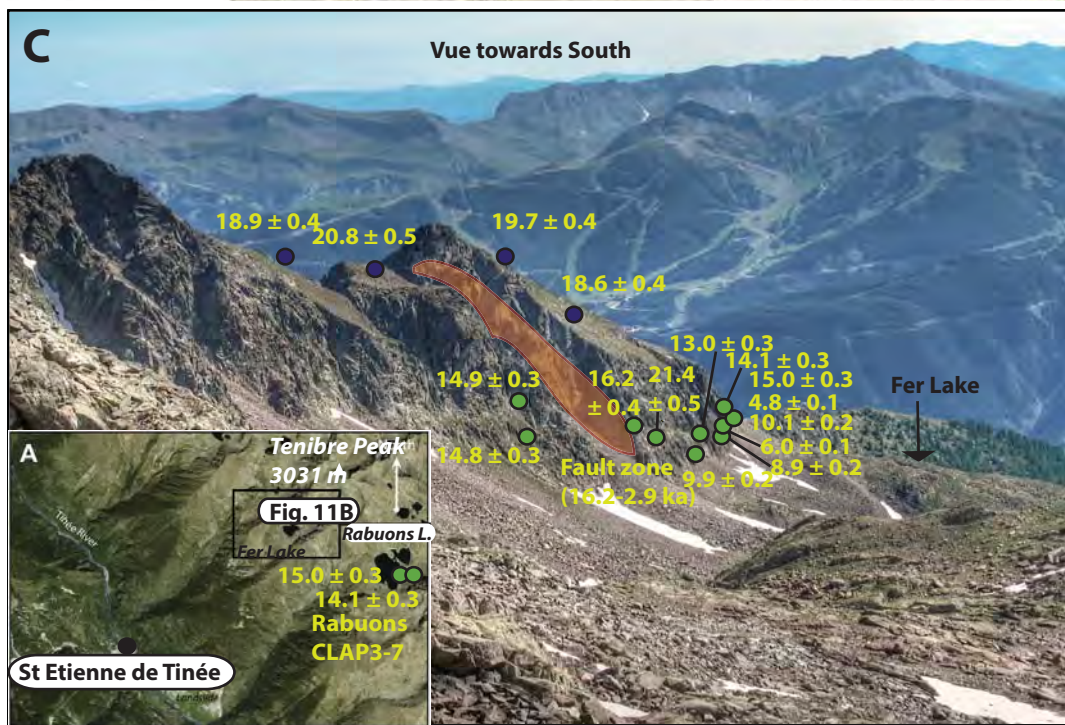 C
Vue towards South
18.9 ± 0.4
20.8 ± 0.5
19.7 ± 0.4
18.6 ± 0.4
13.0 ± 0.3
14.1 ± 0.3
15.0 ± 0.3
4.8 ± 0.1
10.1 ± 0.2
6.0 ± 0.1
8.9 ± 0.2
9.9 ± 0.2
Fer Lake
14.9 ± 0.3
16.2
± 0.4
21.4
± 0.5
14.8 ± 0.3
Fault zone
(16.2-2.9 ka)
A
Tenibre Peak
3031 m
Fig. 11B
Rabuons L.
Fer Lake
Tinée River
15.0 ± 0.3
14.1 ± 0.3
Rabuons
CLAP3-7
St Etienne de Tinée